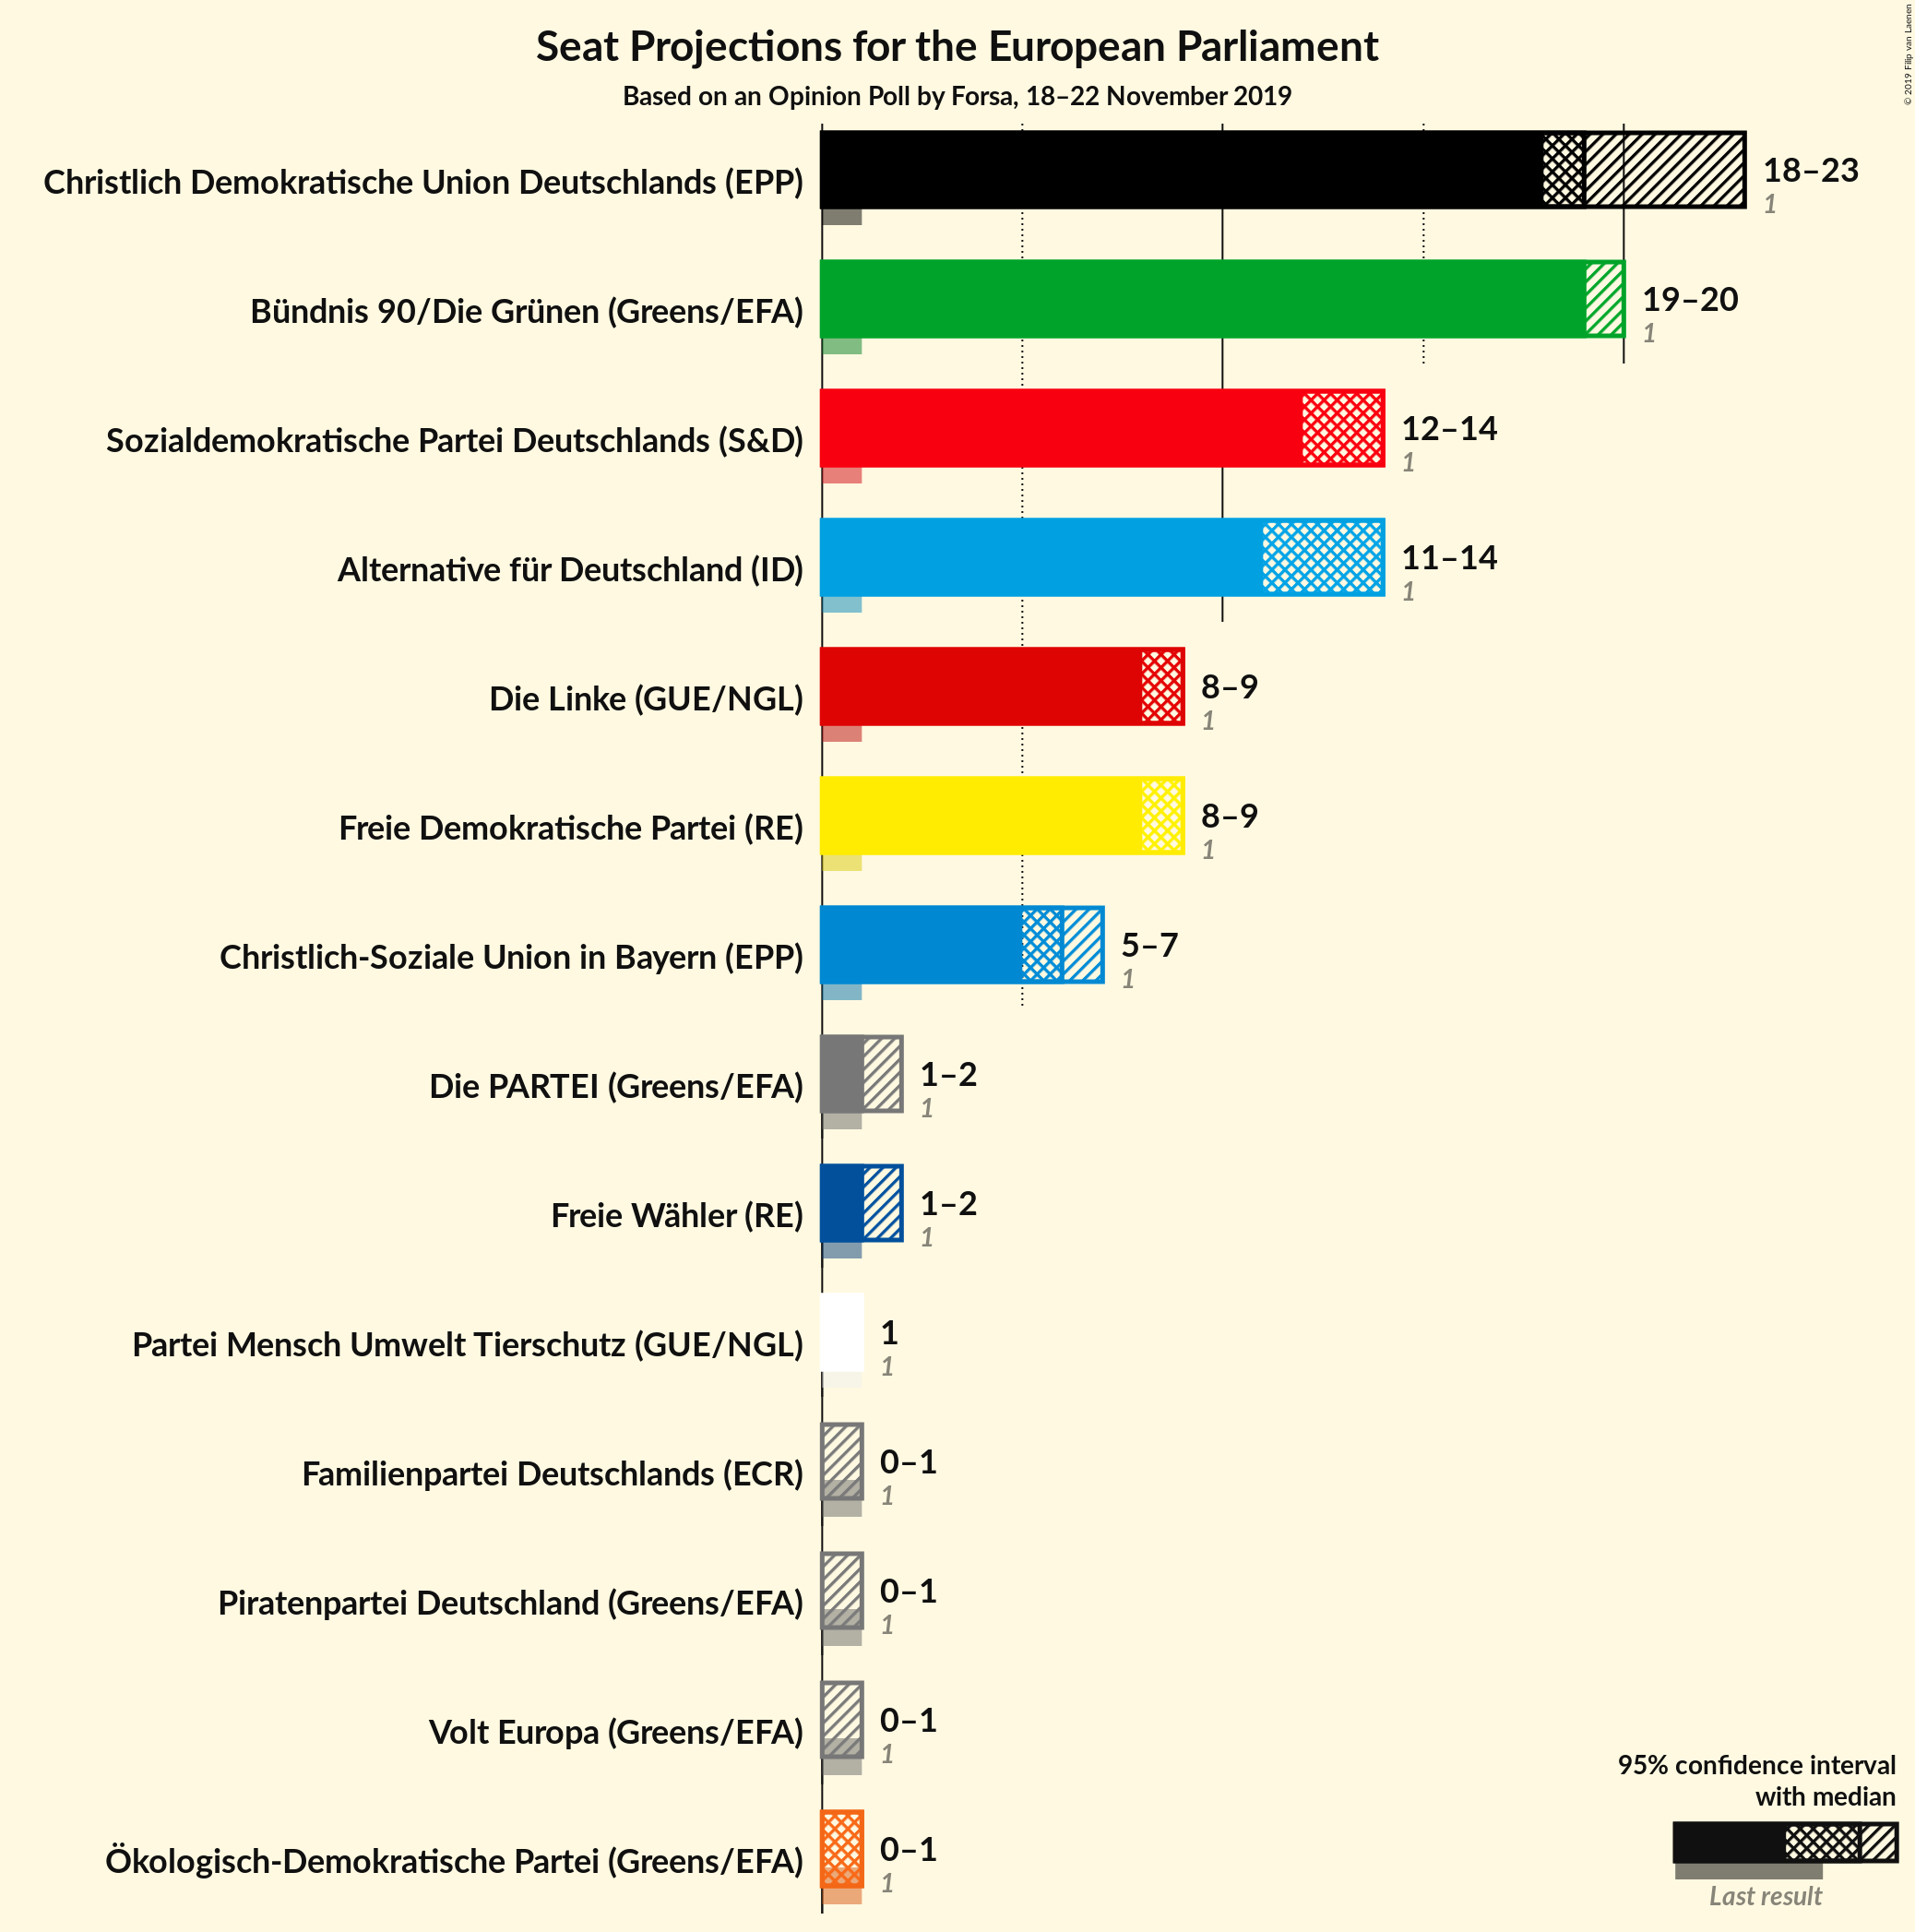 Seat Projections for the European Parliament
Based on an Opinion Poll by Forsa, 18–22 November 2019
© 2019 Filip van Laenen
Christlich Demokratische Union Deutschlands (EPP)
18–23
1
Bündnis 90/Die Grünen (Greens/EFA)
19–20
1
Sozialdemokratische Partei Deutschlands (S&D)
12–14
1
Alternative für Deutschland (ID)
11–14
1
Die Linke (GUE/NGL)
8–9
1
Freie Demokratische Partei (RE)
8–9
1
Christlich-Soziale Union in Bayern (EPP)
5–7
1
Die PARTEI (Greens/EFA)
1–2
1
Freie Wähler (RE)
1–2
1
Partei Mensch Umwelt Tierschutz (GUE/NGL)
1
1
Familienpartei Deutschlands (ECR)
0–1
1
Piratenpartei Deutschland (Greens/EFA)
0–1
1
Volt Europa (Greens/EFA)
0–1
1
Ökologisch-Demokratische Partei (Greens/EFA)
0–1
1
95% confidence interval
with median
Last result